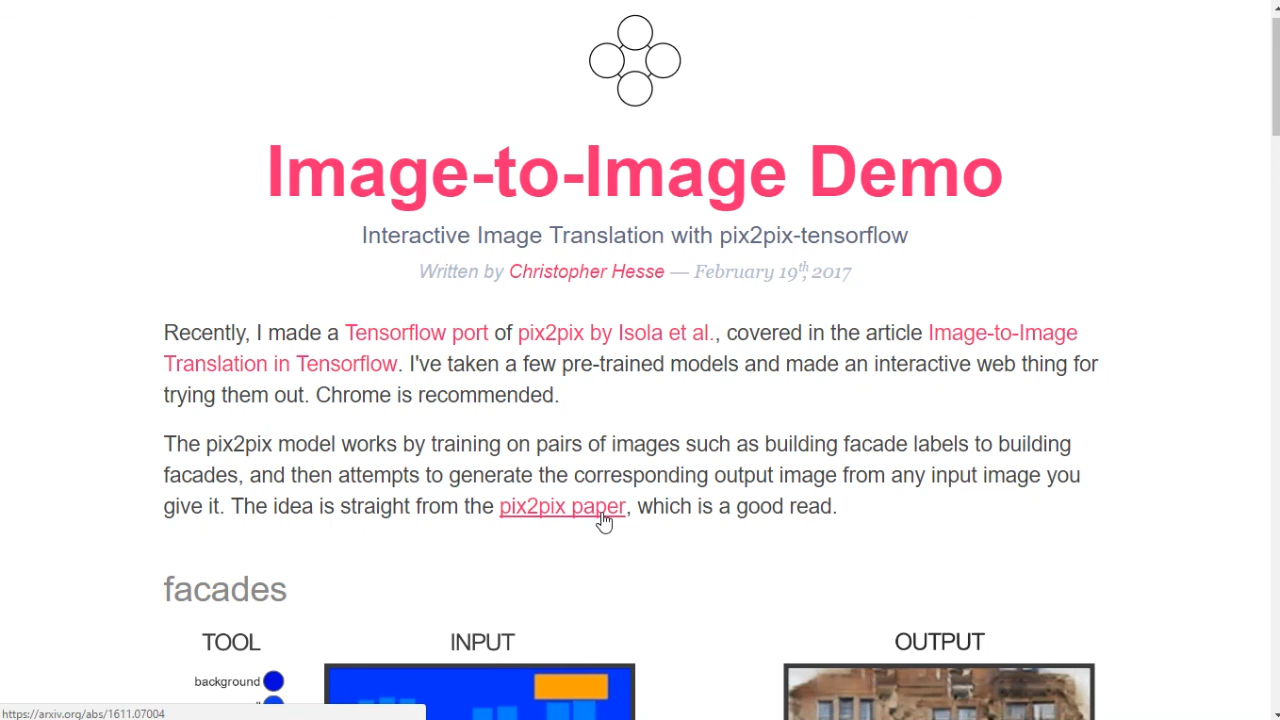 Image-to-Image Demo
Interactive Image Translation with pix2pix-tensorflow
Written by Christopher Hesse — February 19th, 2017
Recently, I made a Tensorflow port of pix2pix by Isola et al., covered in the article Image-to-Image
Translation in Tensorflow. I've taken a few pre-trained models and made an interactive web thing for
trying them out. Chrome is recommended.
The pix2pix model works by training on pairs of images such as building facade labels to building
facades, and then attempts to generate the corresponding output image from any input image you
give it. The idea is straight from the pix2pix paper, which is a good read.
facades
TOOL INPUT OUTPUT
background
https://arxiv.org/abs/1611.07004